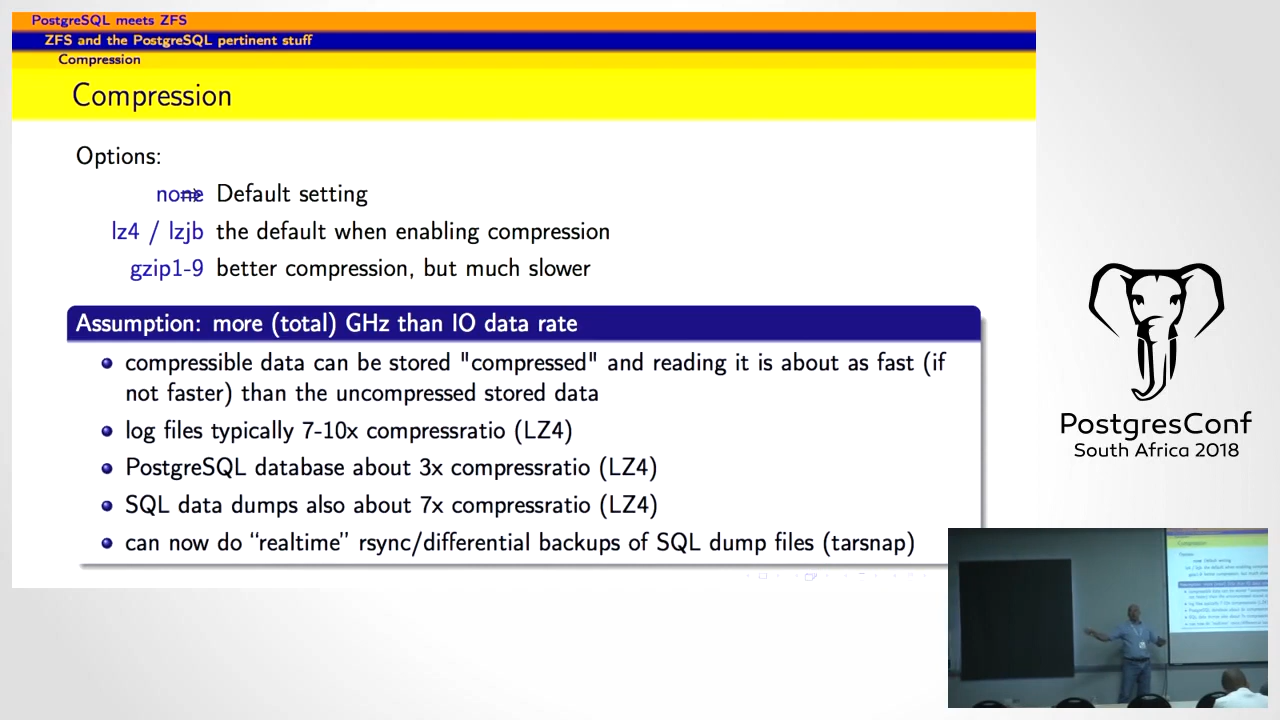 PostgreSQL meets ZFS
ZFS and the PostgreSQL pertinent stuff
Compression
Compression
Options:
none Default setting
lz4 / lzjb the default when enabling compression
gzip1-9 better compression, but much slower
Assumption: more (total) GHz than IO data rate
compressible data can be stored "compressed" and reading it is about as fast (if
not faster) than the uncompressed stored data
log files typically 7-10x compressratio (LZ4)
PostgreSQL database about 3x compressratio (LZ4)
SQL data dumps also about 7x compressratio (LZ4)
can now do “realtime” rsync/differential backups of SQL dump files (tarsnap)
PostgresConf
South Africa 2018